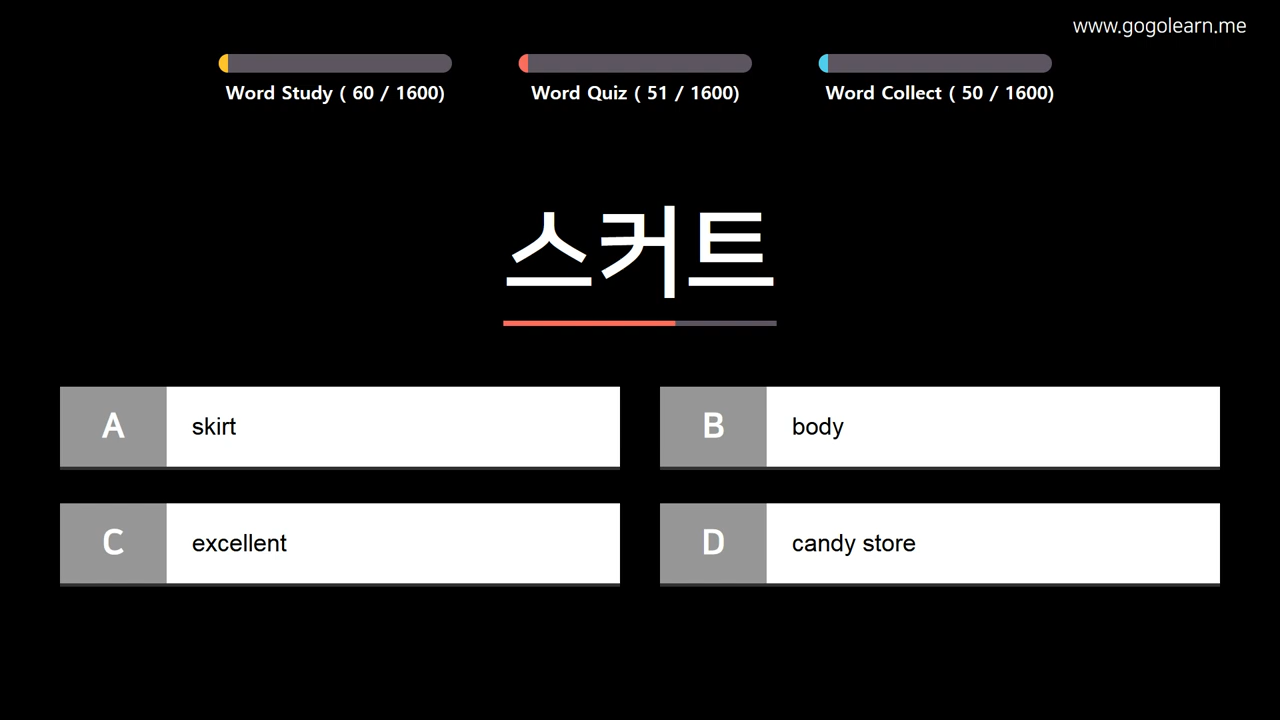 www.gogolearn.me
Word Study ( 60 / 1600)
Word Quiz ( 51 / 1600)
Word Collect ( 50 / 1600)
스커트
A
skirt
B
body
C
excellent
D
candy store